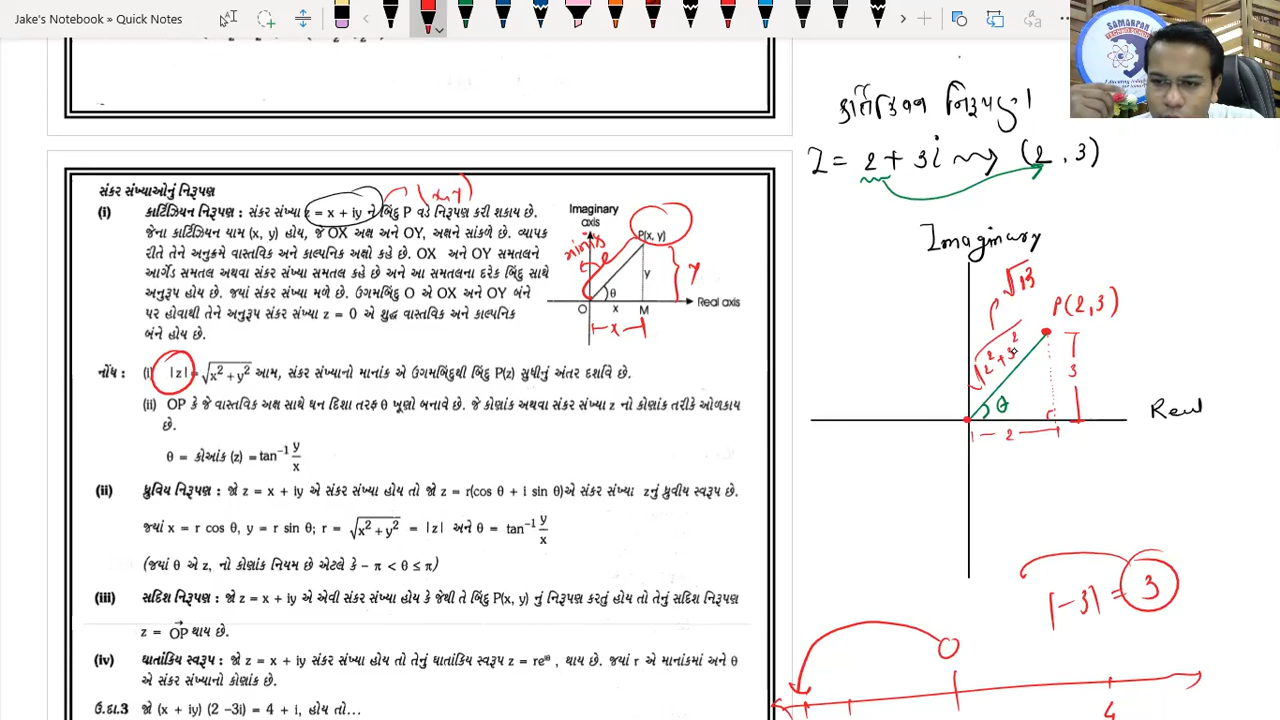 Jake's Notebook » Quick Notes
SAMARPAN
કાર્તેઝિયન નિરૂપણ
Z = 2 + 3i (2, 3)
સંકર સંખ્યાઓનું નિરૂપણ
(i) કાર્ટિઝિયન નિરૂપણ : સંકર સંખ્યા z = x + iy ને બિંદુ P વડે નિરૂપણ કરી શકાય છે.
(x, y)
જેના કાર્ટિઝિયન યામ (x, y) હોય, જે OX અક્ષ અને OY, અક્ષને સાંકળે છે. વ્યાપક
રીતે તેને અનુક્રમે વાસ્તવિક અને કાલ્પનિક અક્ષો કહે છે. OX અને OY સમતલને
આર્ગેંડ સમતલ અથવા સંકર સંખ્યા સમતલ કહે છે અને આ સમતલના દરેક બિંદુ સાથે
અનુરૂપ હોય છે. જ્યાં સંકર સંખ્યા મળે છે. ઉગમબિંદુ O એ OX અને OY બંને
પર હોવાથી તેને અનુરૂપ સંકર સંખ્યા z = 0 એ શુદ્ધ વાસ્તવિક અને કાલ્પનિક
બંને હોય છે.
Imaginary
axis
P(x, y)
y
θ
O x M
Real axis
x
y
Imaginary
√13
P(2,3)
√2²+3²
3
θ
2
Real
નોંધ : (i) |z| = √x² + y² આમ, સંકર સંખ્યાનો માનાંક એ ઉગમબિંદુથી બિંદુ P(z) સુધીનું અંતર દર્શાવે છે.
(ii) OP કે જે વાસ્તવિક અક્ષ સાથે ધન દિશા તરફ θ ખૂણો બનાવે છે. જે કોણાંક અથવા સંકર સંખ્યા z નો કોણાંક તરીકે ઓળખાય
છે.
θ = કોઆંક (z) = tan⁻¹ y/x
(ii) ધ્રુવિય નિરૂપણ : જો z = x + iy એ સંકર સંખ્યા હોય તો જો z = r(cos θ + i sin θ)એ સંકર સંખ્યા zનું ધ્રુવીય સ્વરૂપ છે.
જ્યાં x = r cos θ, y = r sin θ; r = √x² + y² = |z| અને θ = tan⁻¹ y/x
(જ્યાં θ એ z, નો કોણાંક નિયમ છે એટલે કે – π < θ ≤ π)
(iii) સદિશ નિરૂપણ : જો z = x + iy એ એવી સંકર સંખ્યા હોય કે જેથી તે બિંદુ P(x, y) નું નિરૂપણ કરતું હોય તો તેનું સદિશ નિરૂપણ
z = OP⃗ થાય છે.
(iv) ઘાતાંકિય સ્વરૂપ : જો z = x + iy સંકર સંખ્યા હોય તો તેનું ઘાતાંકિય સ્વરૂપ z = re^iθ, થાય છે. જ્યાં r એ માનાંકમાં અને θ
એ સંકર સંખ્યાનો કોણાંક છે.
ઉ.દા.3 જો (x + iy) (2 –3i) = 4 + i, હોય તો...
|-3| = 3
0
4